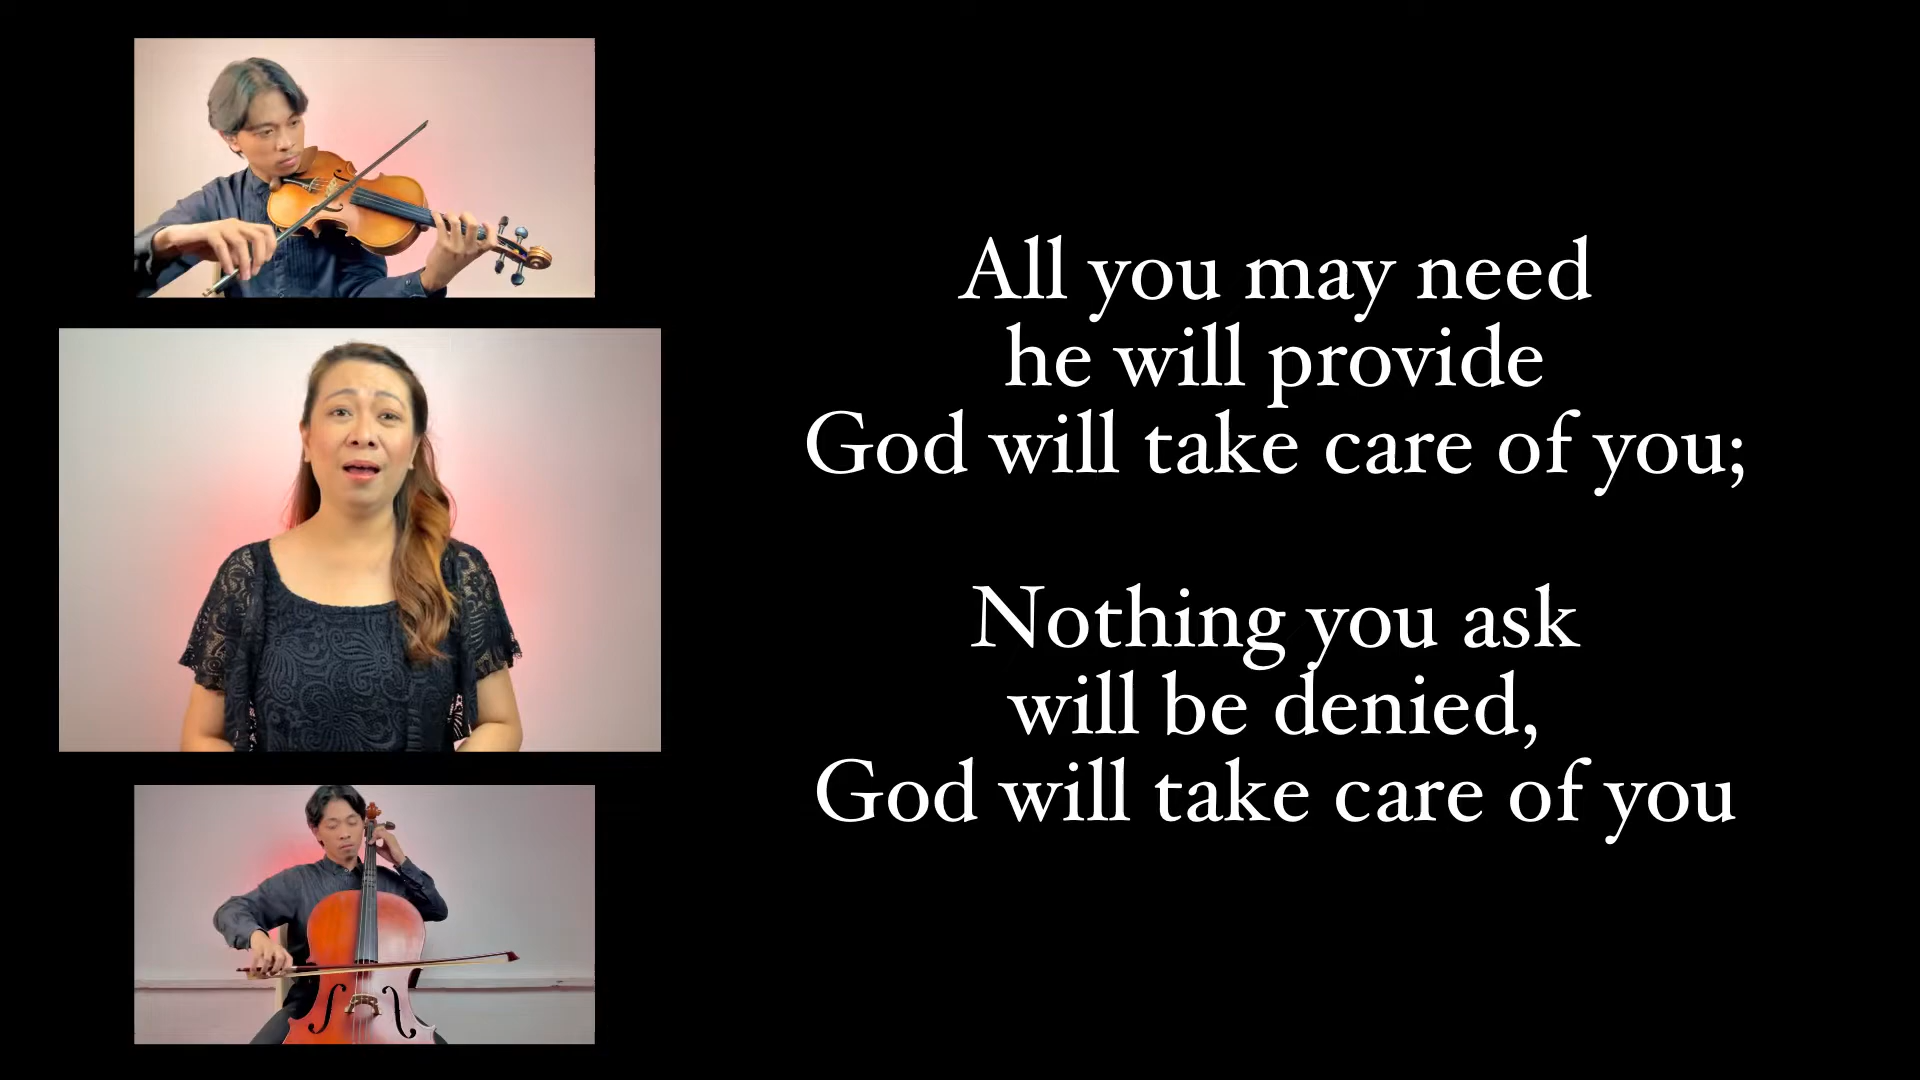 All you may need
he will provide
God will take care of you;
Nothing you ask
will be denied,
God will take care of you